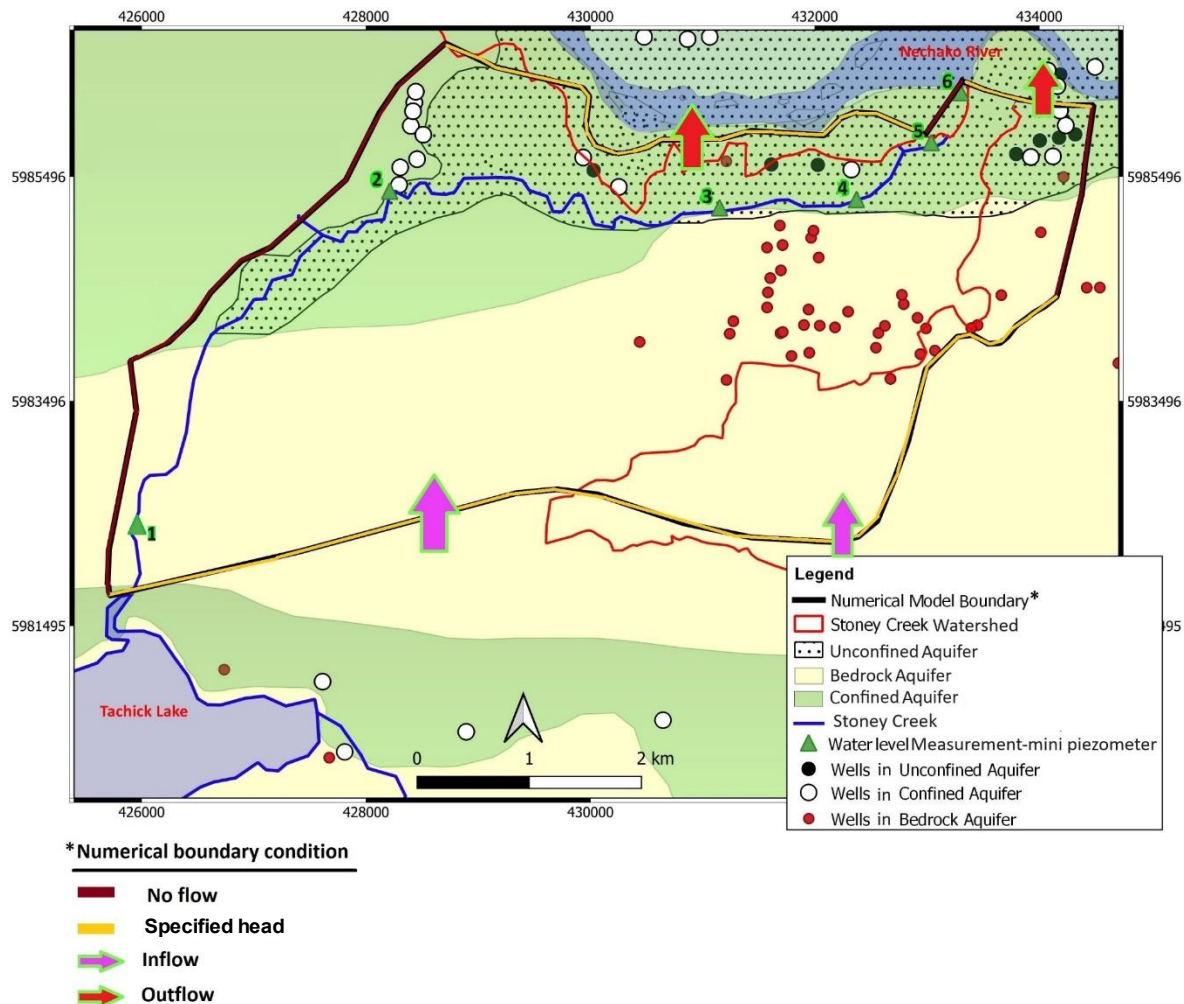 426000 428000 430000 432000 434000
Nechako River
6
5
2
5985496 5985496
3 4
5983496 5983496
1
5981495 495
Tachick Lake
0 1 2 km
426000 428000 430000
Legend
Numerical Model Boundary*
Stoney Creek Watershed
Unconfined Aquifer
Bedrock Aquifer
Confined Aquifer
Stoney Creek
Water level Measurement-mini piezometer
Wells in Unconfined Aquifer
Wells in Confined Aquifer
Wells in Bedrock Aquifer
*Numerical boundary condition
No flow
Specified head
Inflow
Outflow